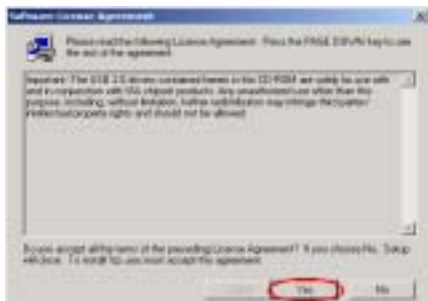 Software License Agreement
Please read the following License Agreement. Press the PAGE DOWN key to see
the rest of the agreement.
Important: The USB 2.0 drivers contained herein in this CD-ROM are solely for use with
and in conjunction with VIA chipset products. Any unauthorized use other than this
purpose, including, without limitation, further redistribution may infringe third parties'
intellectual property rights and should not be allowed.
Do you accept all the terms of the preceding License Agreement? If you choose No, Setup
will close. To install you must accept this agreement.
Yes
No